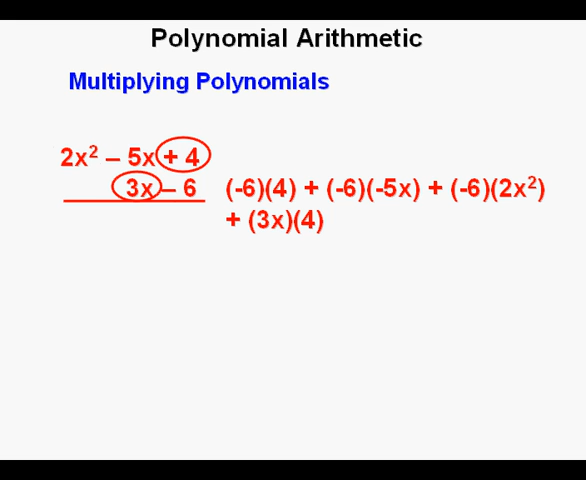 Polynomial Arithmetic
Multiplying Polynomials
2x² – 5x + 4
3x – 6 (-6)(4) + (-6)(-5x) + (-6)(2x²)
+ (3x)(4)